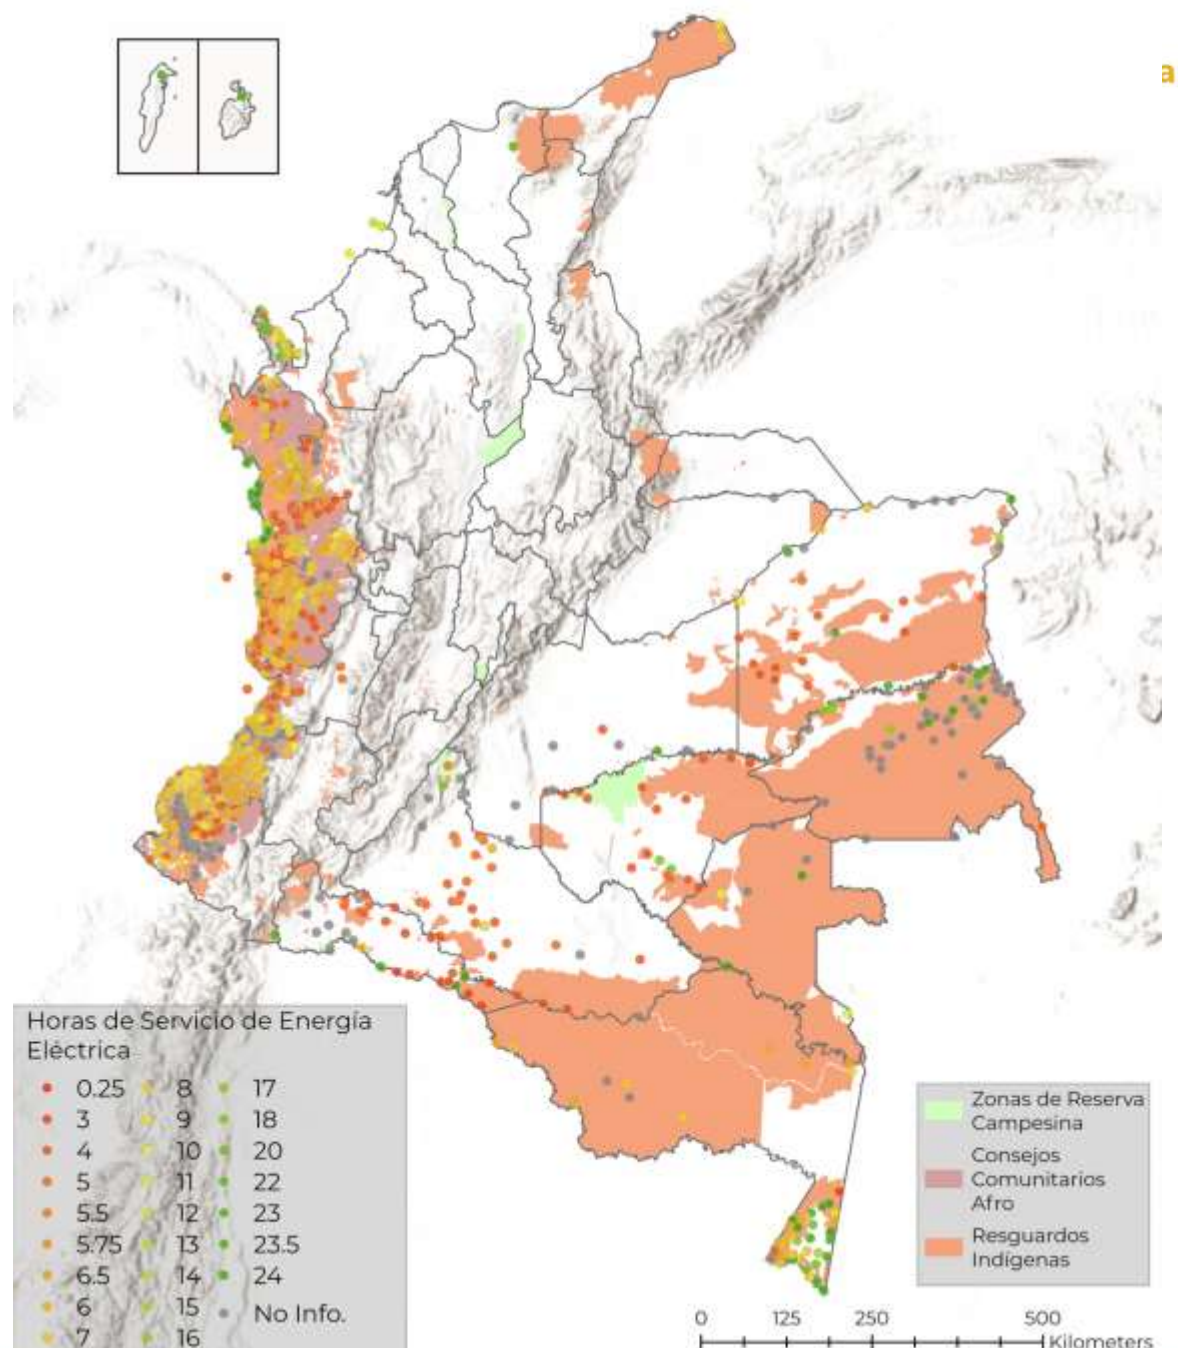 a
Horas de Servicio de Energía
Eléctrica
0.25
3
4
5
5.5
5.75
6.5
6
7
8
9
10
11
12
13
14
15
16
17
18
20
22
23
23.5
24
No Info.
Zonas de Reserva
Campesina
Consejos
Comunitarios
Afro
Resguardos
Indígenas
0 125 250 500
Kilometers